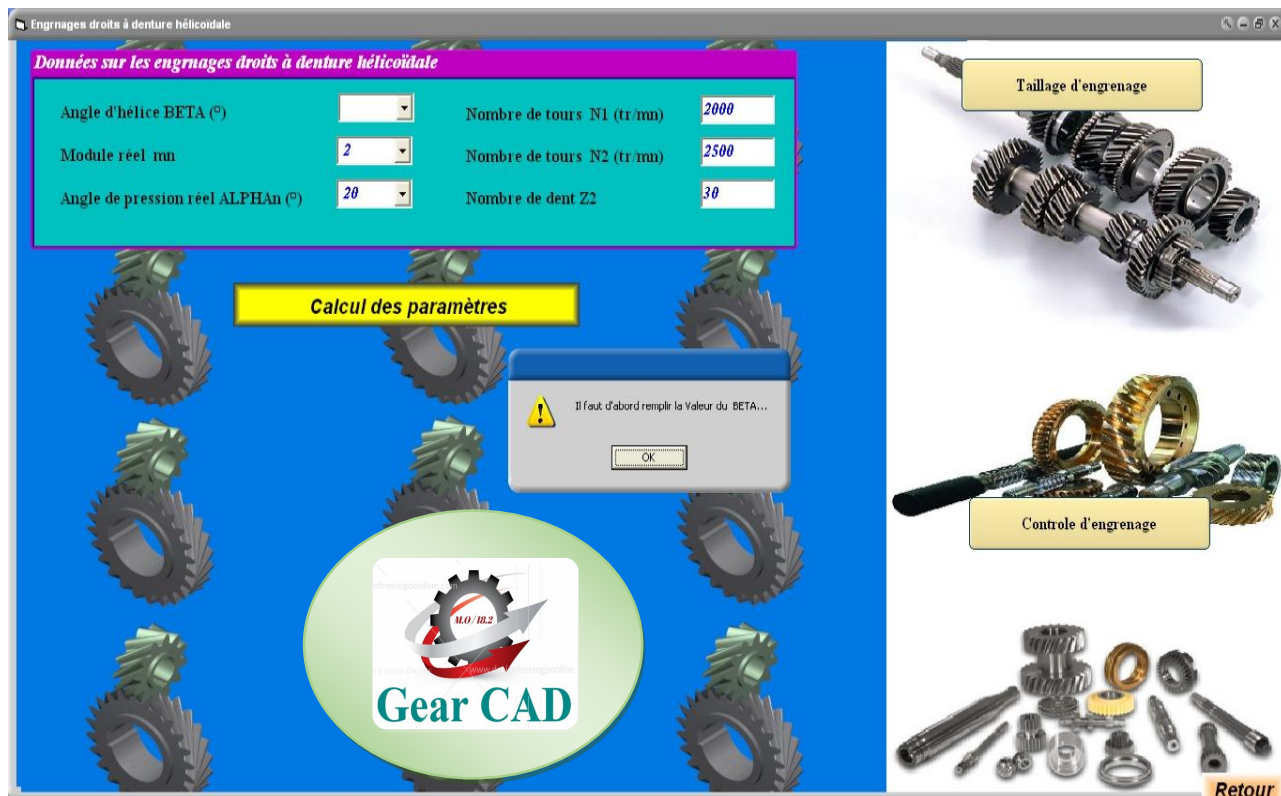 Engrnages droits à denture hélicoïdale
Données sur les engrnages droits à denture hélicoïdale
Angle d'hélice BETA (º)
Nombre de tours N1 (tr/mn)
2000
Module réel mn
2
Nombre de tours N2 (tr/mn)
2500
Angle de pression réel ALPHAn (º)
20
Nombre de dent Z2
30
Calcul des paramètres
Il faut d'abord remplir la Valeur du BETA...
OK
M.O/18.2
Gear CAD
Taillage d'engrenage
Controle d'engrenage
Retour